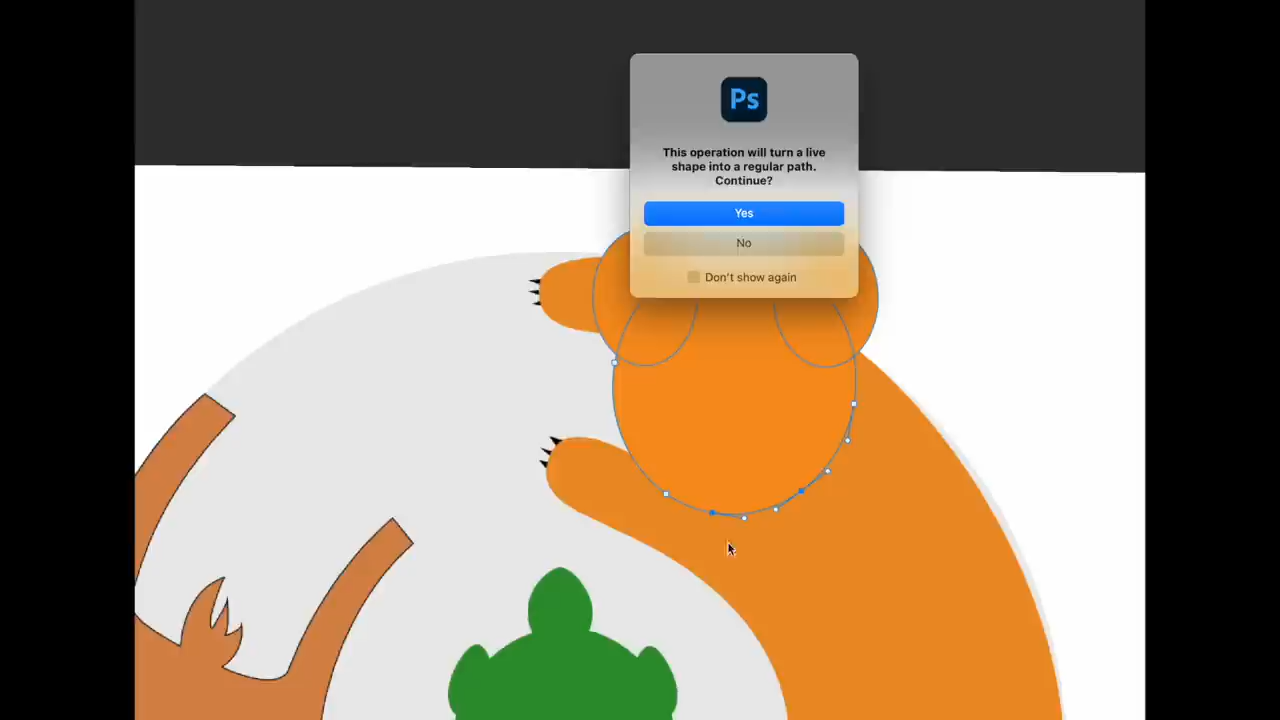 Ps
This operation will turn a live
shape into a regular path.
Continue?
Yes
No
Don't show again